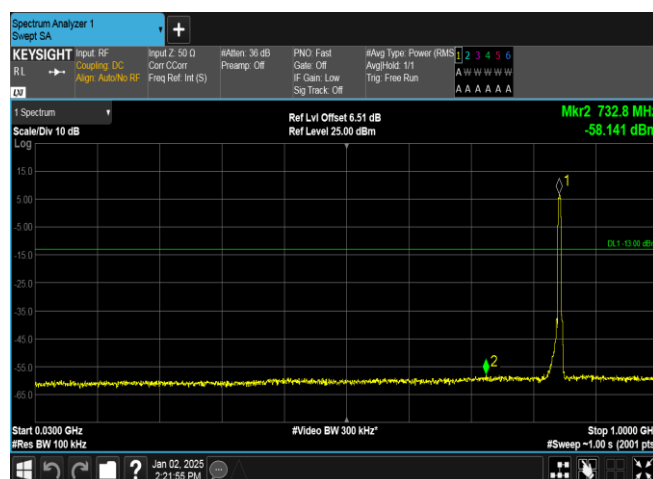 Spectrum Analyzer 1
Swept SA
+
KEYSIGHT Input: RF Input Z: 50 Ω #Atten: 36 dB PNO: Fast #Avg Type: Power (RMS 1 2 3 4 5 6
RL Coupling: DC Corr CCorr Preamp: Off Gate: Off Avg|Hold: 1/1 A W W W W W
Align: Auto/No RF Freq Ref: Int (S) IF Gain: Low Trig: Free Run
LXI Sig Track: Off A A A A A A
1 Spectrum Ref Lvl Offset 6.51 dB Mkr2 732.8 MHz
Scale/Div 10 dB Ref Level 25.00 dBm -58.141 dBm
Log
15.0
1
5.00
-5.00
DL1 -13.00 dBm
-15.0
-25.0
-35.0
-45.0
-55.0
2
-65.0
Start 0.0300 GHz #Video BW 300 kHz* Stop 1.0000 GH
#Res BW 100 kHz #Sweep ~1.00 s (2001 pts
? Jan 02, 2025
2:21:55 PM